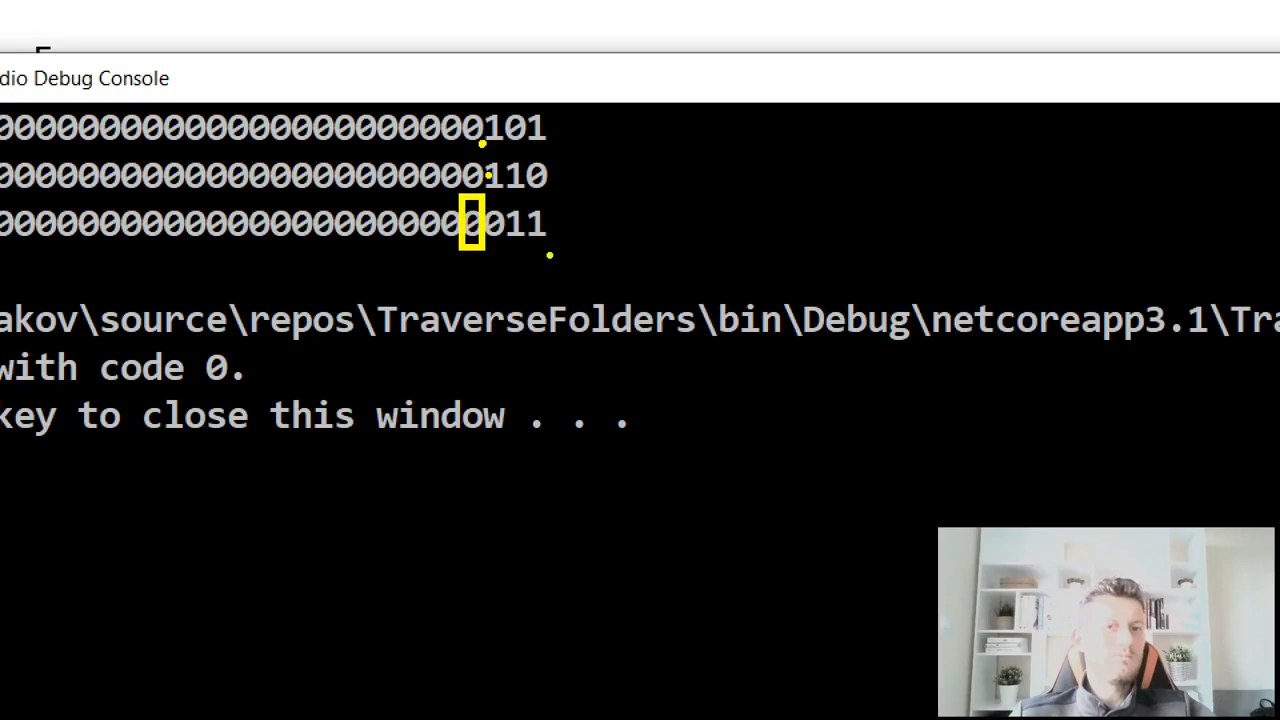 dio Debug Console
00000000000000000000000101
00000000000000000000000110
00000000000000000000000011
akov\source\repos\TraverseFolders\bin\Debug\netcoreapp3.1\Tra
with code 0.
key to close this window . . .